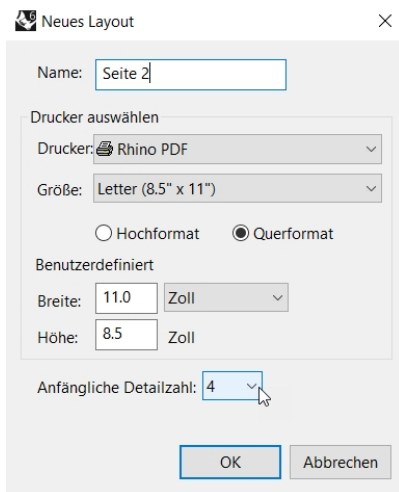 Neues Layout
Name: Seite 2
Drucker auswählen
Drucker: Rhino PDF
Größe: Letter (8.5" x 11")
Hochformat Querformat
Benutzerdefiniert
Breite: 11.0 Zoll
Höhe: 8.5 Zoll
Anfängliche Detailzahl: 4
OK Abbrechen